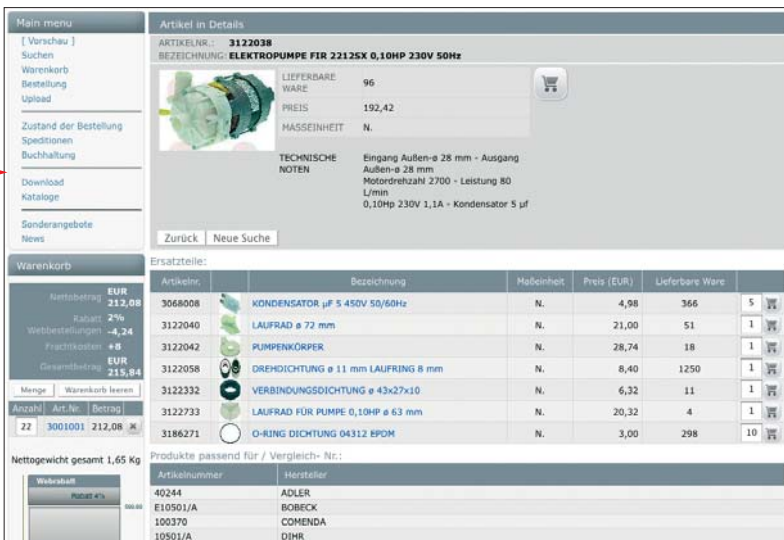 Main menu
[ Vorschau ]
Suchen
Warenkorb
Bestellung
Upload
Zustand der Bestellung
Speditionen
Buchhaltung
Download
Kataloge
Sonderangebote
News
Warenkorb
Nettobetrag EUR 212,08
Rabatt Webbestellungen 2% -4,24
Frachtkosten +8
Gesamtbetrag EUR 215,84
Menge Warenkorb leeren
Anzahl Art.Nr. Betrag
22 3001001 212,08
Nettogewicht gesamt 1,65 Kg
Webrabatt
Rabatt 4%
Artikel in Details
ARTIKELNR.: 3122038
BEZEICHNUNG: ELEKTROPUMPE FIR 2212SX 0,10HP 230V 50Hz
LIEFERBARE WARE 96
PREIS 192,42
MASSEINHEIT N.
TECHNISCHE NOTEN
Eingang Außen-ø 28 mm - Ausgang
Außen-ø 28 mm
Motordrehzahl 2700 - Leistung 80
L/min
0,10Hp 230V 1,1A - Kondensator 5 µf
Zurück Neue Suche
Ersatzteile:
Artikelnr. Bezeichnung Maßeinheit Preis (EUR) Lieferbare Ware
3068008 KONDENSATOR µF 5 450V 50/60Hz N. 4,98 366 5
3122040 LAUFRAD ø 72 mm N. 21,00 51 1
3122042 PUMPENKÖRPER N. 28,74 18 1
3122058 DREHDICHTUNG ø 11 mm LAUFRING 8 mm N. 8,40 1250 1
3122332 VERBINDUNGSDICHTUNG ø 43x27x10 N. 6,32 11 1
3122733 LAUFRAD FÜR PUMPE 0,10HP ø 63 mm N. 20,32 4 1
3186271 O-RING DICHTUNG 04312 EPDM N. 3,00 298 10
Produkte passend für / Vergleich- Nr.:
Artikelnummer Hersteller
40244 ADLER
E10501/A BOBECK
100370 COMENDA
10501/A DIHR